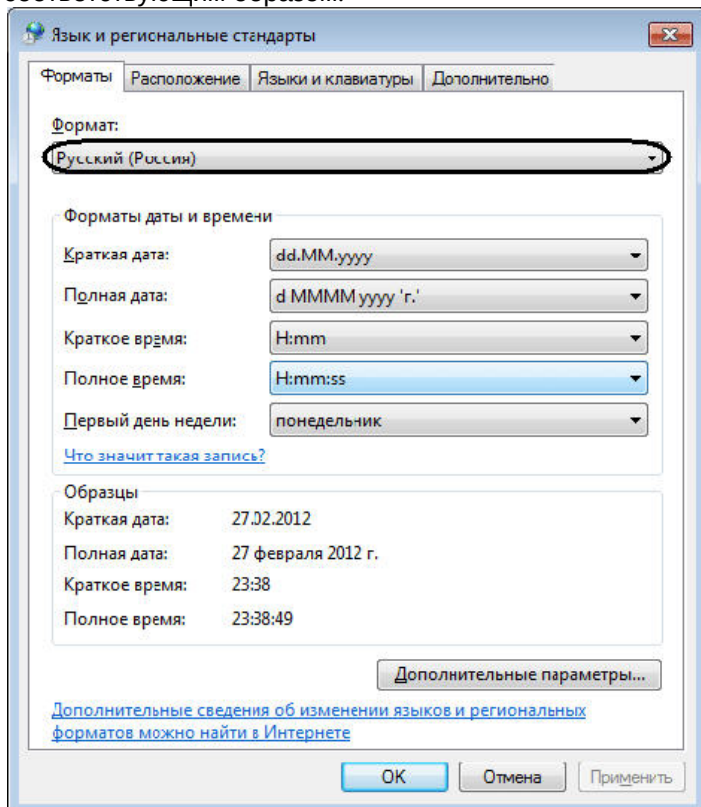 соответствующим образом.
Язык и региональные стандарты
Форматы Расположение Языки и клавиатуры Дополнительно
Формат:
Русский (Россия)
Форматы даты и времени
Краткая дата: dd.MM.yyyy
Полная дата: d MMMM yyyy 'г.'
Краткое время: H:mm
Полное время: H:mm:ss
Первый день недели: понедельник
Что значит такая запись?
Образцы
Краткая дата: 27.02.2012
Полная дата: 27 февраля 2012 г.
Краткое время: 23:38
Полное время: 23:38:49
Дополнительные параметры...
Дополнительные сведения об изменении языков и региональных
форматов можно найти в Интернете
ОК Отмена Применить